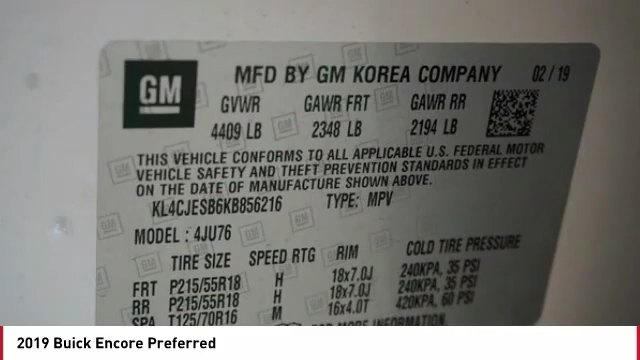 GM
MFD BY GM KOREA COMPANY 02/19
GVWR GAWR FRT GAWR RR
4409 LB 2348 LB 2194 LB
THIS VEHICLE CONFORMS TO ALL APPLICABLE U.S. FEDERAL MOTOR
VEHICLE SAFETY AND THEFT PREVENTION STANDARDS IN EFFECT
ON THE DATE OF MANUFACTURE SHOWN ABOVE.
KL4CJESB6KB856216 TYPE: MPV
MODEL : 4JU76
TIRE SIZE SPEED RTG RIM COLD TIRE PRESSURE
FRT P215/55R18 H 18x7.0J 240KPA, 35 PSI
RR P215/55R18 H 18x7.0J 240KPA, 35 PSI
SPA T125/70R16 M 16x4.0T 420KPA, 60 PSI
FOR MORE INFORMATION
2019 Buick Encore Preferred